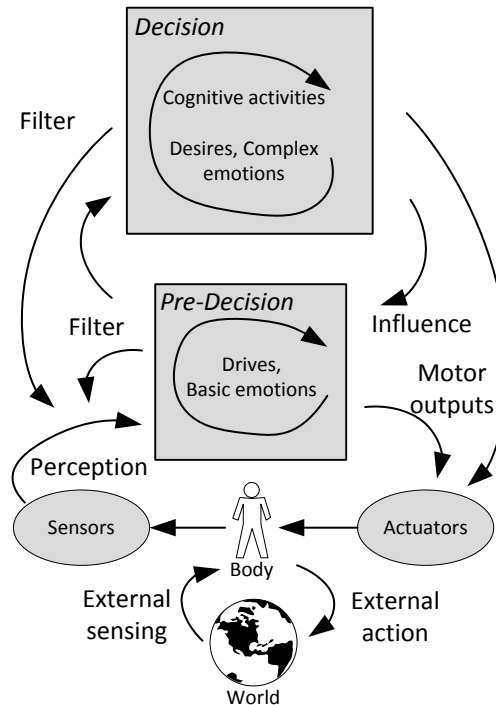 Decision
Cognitive activities
Filter
Desires, Complex
emotions
Pre-Decision
Filter
Influence
Drives,
Basic emotions
Motor
outputs
Perception
Sensors
Actuators
Body
External
sensing
External
action
World